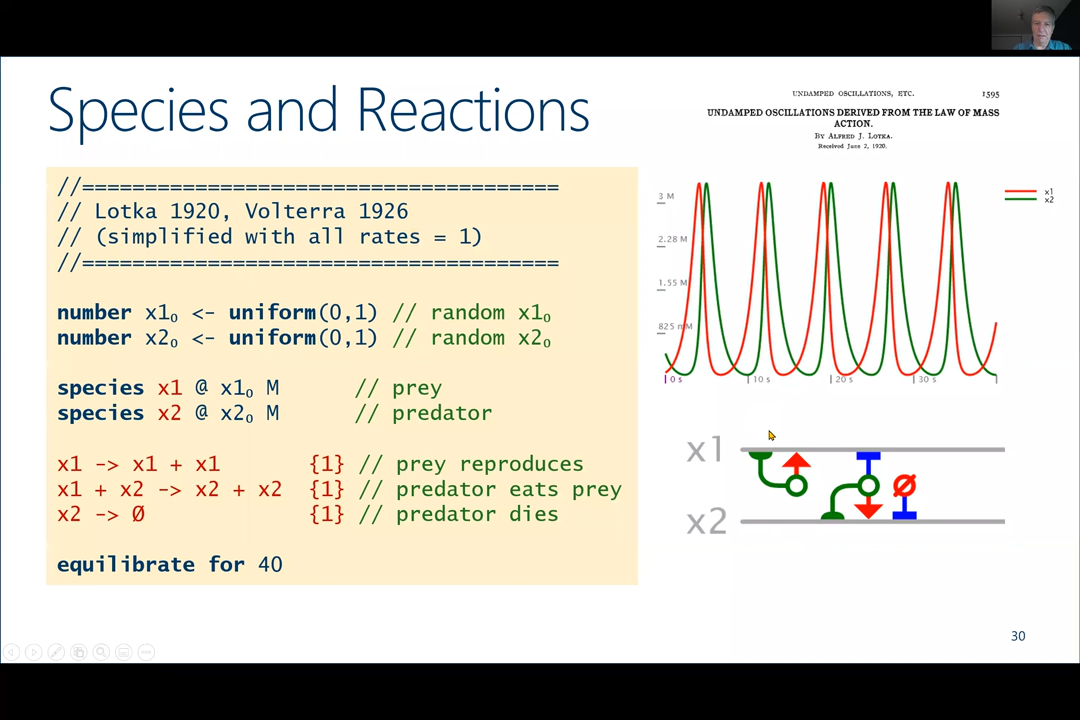 Species and Reactions
//======================================
// Lotka 1920, Volterra 1926
// (simplified with all rates = 1)
//======================================
number x1₀ <- uniform(0,1) // random x1₀
number x2₀ <- uniform(0,1) // random x2₀
species x1 @ x1₀ M // prey
species x2 @ x2₀ M // predator
x1 -> x1 + x1 {1} // prey reproduces
x1 + x2 -> x2 + x2 {1} // predator eats prey
x2 -> Ø {1} // predator dies
equilibrate for 40
UNDAMPED OSCILLATIONS, ETC. 1595
UNDAMPED OSCILLATIONS DERIVED FROM THE LAW OF MASS
ACTION.
BY ALFRED J. LOTKA.
Received June 2, 1920.
3 M
2.28 M
1.55 M
825 mM
0 s 10 s 20 s 30 s
x1
x2
x1
Ø
x2
30